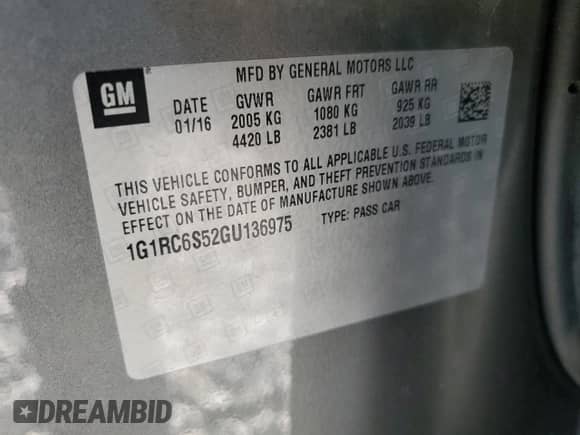 GM
MFD BY GENERAL MOTORS LLC
DATE GVWR GAWR FRT GAWR RR
01/16 2005 KG 1080 KG 925 KG
4420 LB 2381 LB 2039 LB
THIS VEHICLE CONFORMS TO ALL APPLICABLE U.S. FEDERAL MOTOR
VEHICLE SAFETY, BUMPER, AND THEFT PREVENTION STANDARDS IN
EFFECT ON THE DATE OF MANUFACTURE SHOWN ABOVE.
1G1RC6S52GU136975 TYPE: PASS CAR
DREAMBID